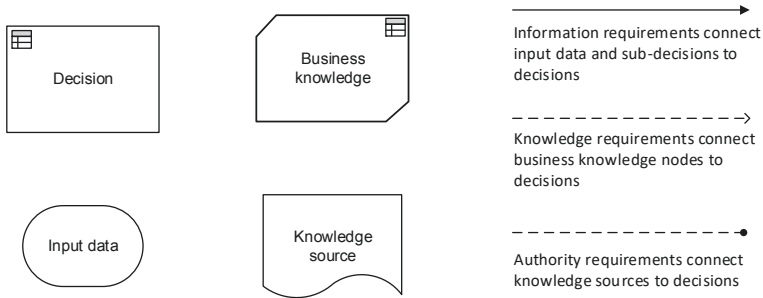 Decision
Business
knowledge
Information requirements connect
input data and sub-decisions to
decisions
Knowledge requirements connect
business knowledge nodes to
decisions
Input data
Knowledge
source
Authority requirements connect
knowledge sources to decisions